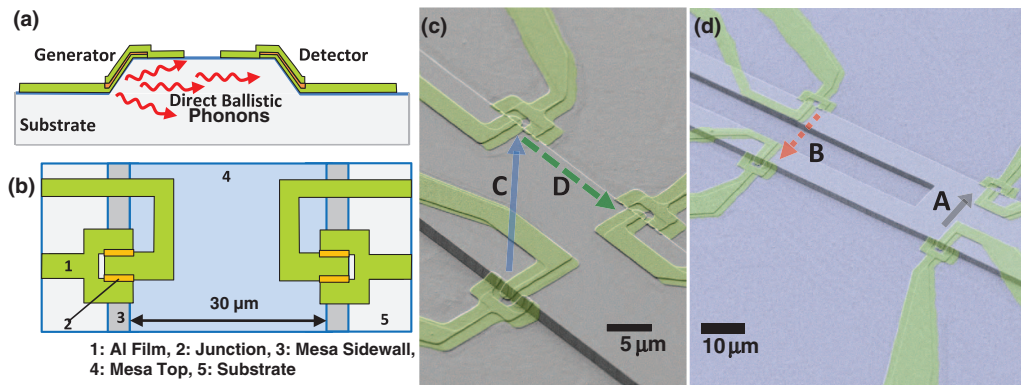 (a)
Generator
Detector
Direct Ballistic
Phonons
Substrate
(b)
4
1
30 µm
2
3
5
1: Al Film, 2: Junction, 3: Mesa Sidewall,
4: Mesa Top, 5: Substrate
(c)
C
D
5 µm
(d)
B
A
10 µm